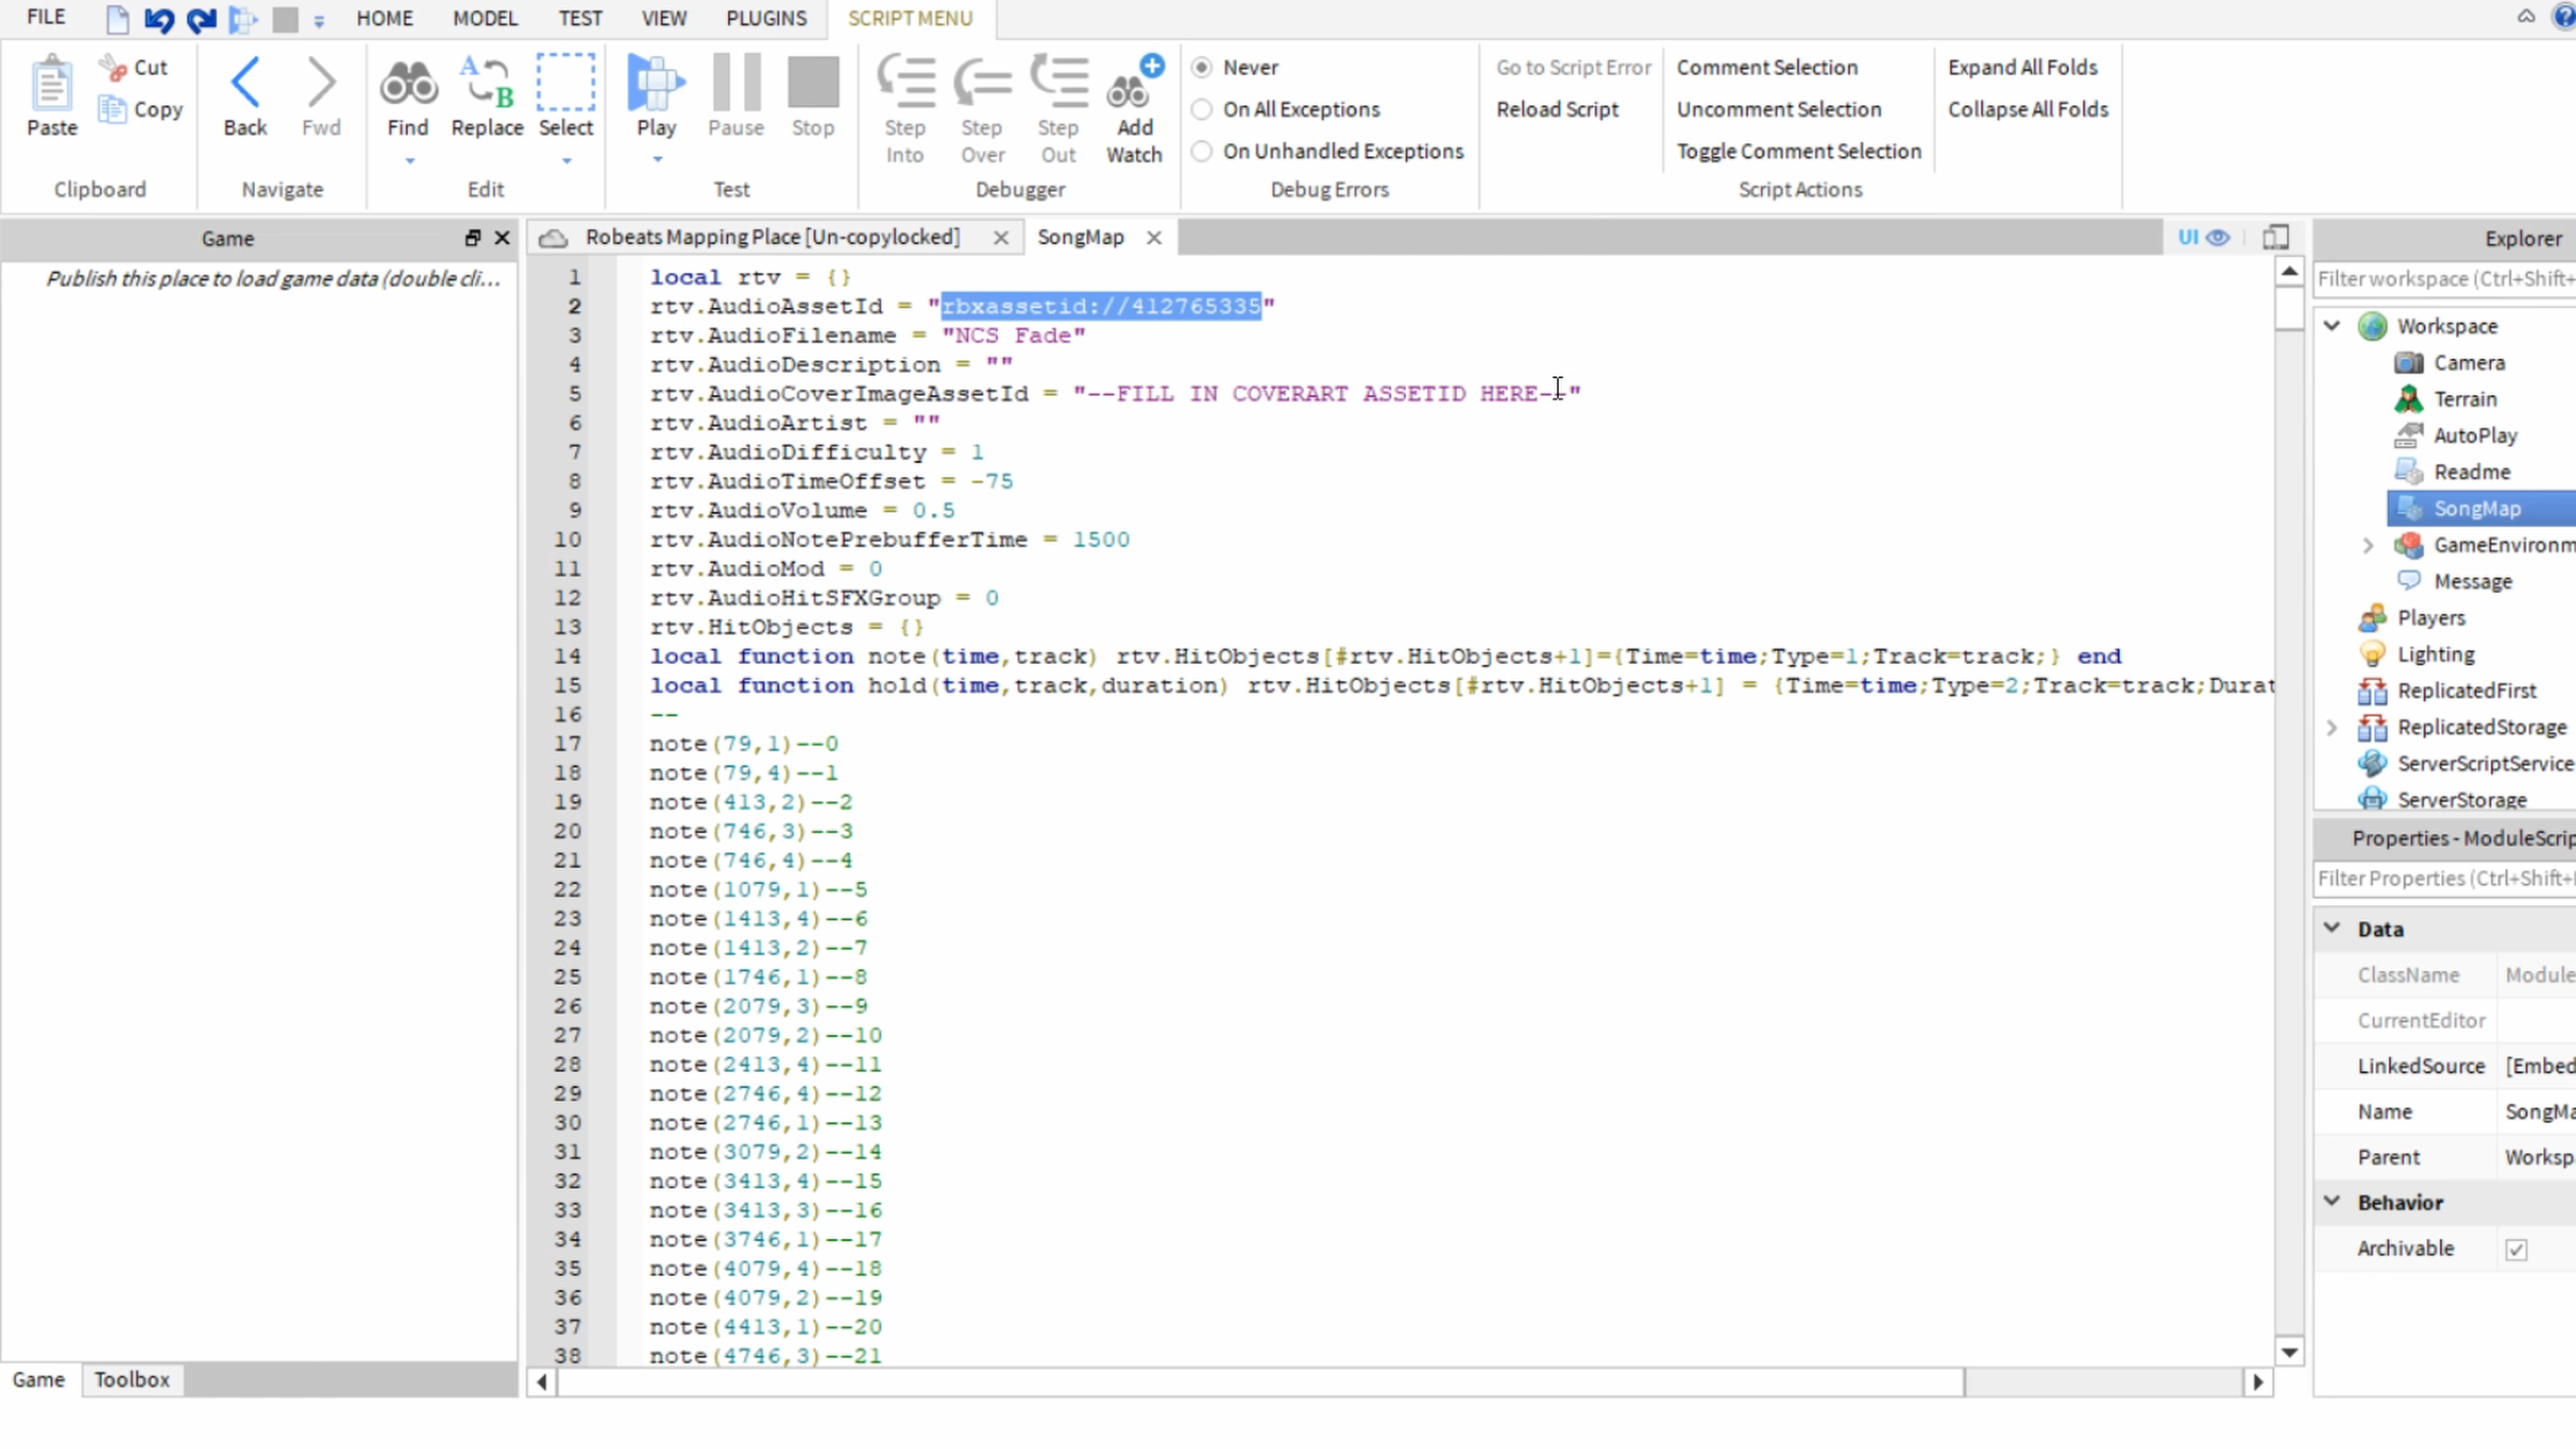 FILE HOME MODEL TEST VIEW PLUGINS SCRIPT MENU
Paste Cut Copy
Clipboard
Back Fwd
Navigate
Find Replace Select
A B
Edit
Play Pause Stop
Test
Step Into Step Over Step Out Add Watch
Debugger
Never
On All Exceptions
On Unhandled Exceptions
Debug Errors
Go to Script Error
Reload Script
Comment Selection
Uncomment Selection
Toggle Comment Selection
Expand All Folds
Collapse All Folds
Script Actions
Game
Publish this place to load game data (double cli...
Game Toolbox
Robeats Mapping Place [Un-copylocked] SongMap UI
1 local rtv = {}
2 rtv.AudioAssetId = "rbxassetid://412765335"
3 rtv.AudioFilename = "NCS Fade"
4 rtv.AudioDescription = ""
5 rtv.AudioCoverImageAssetId = "--FILL IN COVERART ASSETID HERE--"
6 rtv.AudioArtist = ""
7 rtv.AudioDifficulty = 1
8 rtv.AudioTimeOffset = -75
9 rtv.AudioVolume = 0.5
10 rtv.AudioNotePrebufferTime = 1500
11 rtv.AudioMod = 0
12 rtv.AudioHitSFXGroup = 0
13 rtv.HitObjects = {}
14 local function note(time,track) rtv.HitObjects[#rtv.HitObjects+1]={Time=time;Type=1;Track=track;} end
15 local function hold(time,track,duration) rtv.HitObjects[#rtv.HitObjects+1] = {Time=time;Type=2;Track=track;Durat
16 --
17 note(79,1)--0
18 note(79,4)--1
19 note(413,2)--2
20 note(746,3)--3
21 note(746,4)--4
22 note(1079,1)--5
23 note(1413,4)--6
24 note(1413,2)--7
25 note(1746,1)--8
26 note(2079,3)--9
27 note(2079,2)--10
28 note(2413,4)--11
29 note(2746,4)--12
30 note(2746,1)--13
31 note(3079,2)--14
32 note(3413,4)--15
33 note(3413,3)--16
34 note(3746,1)--17
35 note(4079,4)--18
36 note(4079,2)--19
37 note(4413,1)--20
38 note(4746,3)--21
Explorer
Filter workspace (Ctrl+Shift+
Workspace
Camera
Terrain
AutoPlay
Readme
SongMap
GameEnvironm
Message
Players
Lighting
ReplicatedFirst
ReplicatedStorage
ServerScriptService
ServerStorage
Properties - ModuleScrip
Filter Properties (Ctrl+Shift+
Data
ClassName Module
CurrentEditor
LinkedSource [Embed
Name SongMa
Parent Worksp
Behavior
Archivable